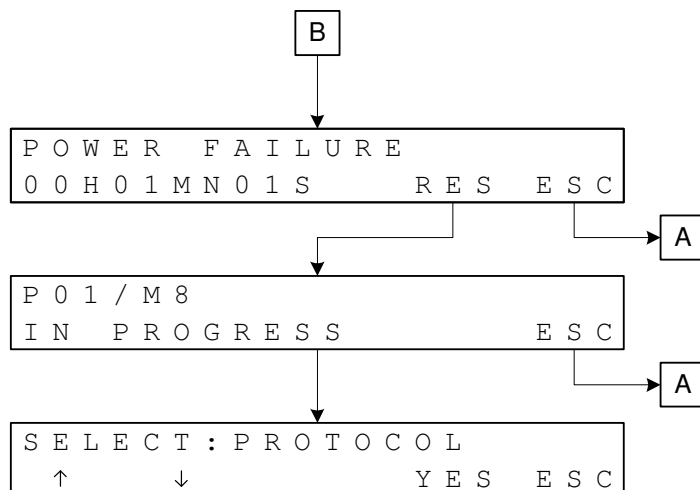 B
POWER FAILURE
00H01MN01S RES ESC
A
P01/M8
IN PROGRESS ESC
A
SELECT:PROTOCOL
↑ ↓ YES ESC